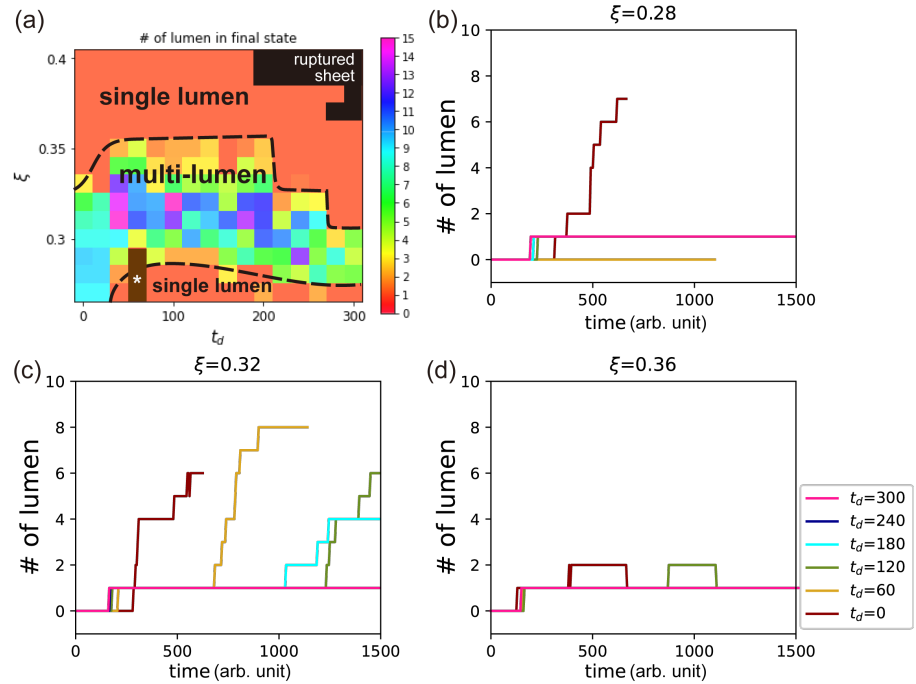 (a)
# of lumen in final state
0.4
0.35
0.3
ξ
0
100
200
300
t_d
ruptured
sheet
single lumen
multi-lumen
*
single lumen
15
14
13
12
11
10
9
8
7
6
5
4
3
2
1
0
(b)
ξ=0.28
10
8
6
4
2
0
# of lumen
0
500
1000
1500
time (arb. unit)
(c)
ξ=0.32
10
8
6
4
2
0
# of lumen
0
500
1000
1500
time (arb. unit)
(d)
ξ=0.36
10
8
6
4
2
0
# of lumen
0
500
1000
1500
time (arb. unit)
t_d=300
t_d=240
t_d=180
t_d=120
t_d=60
t_d=0